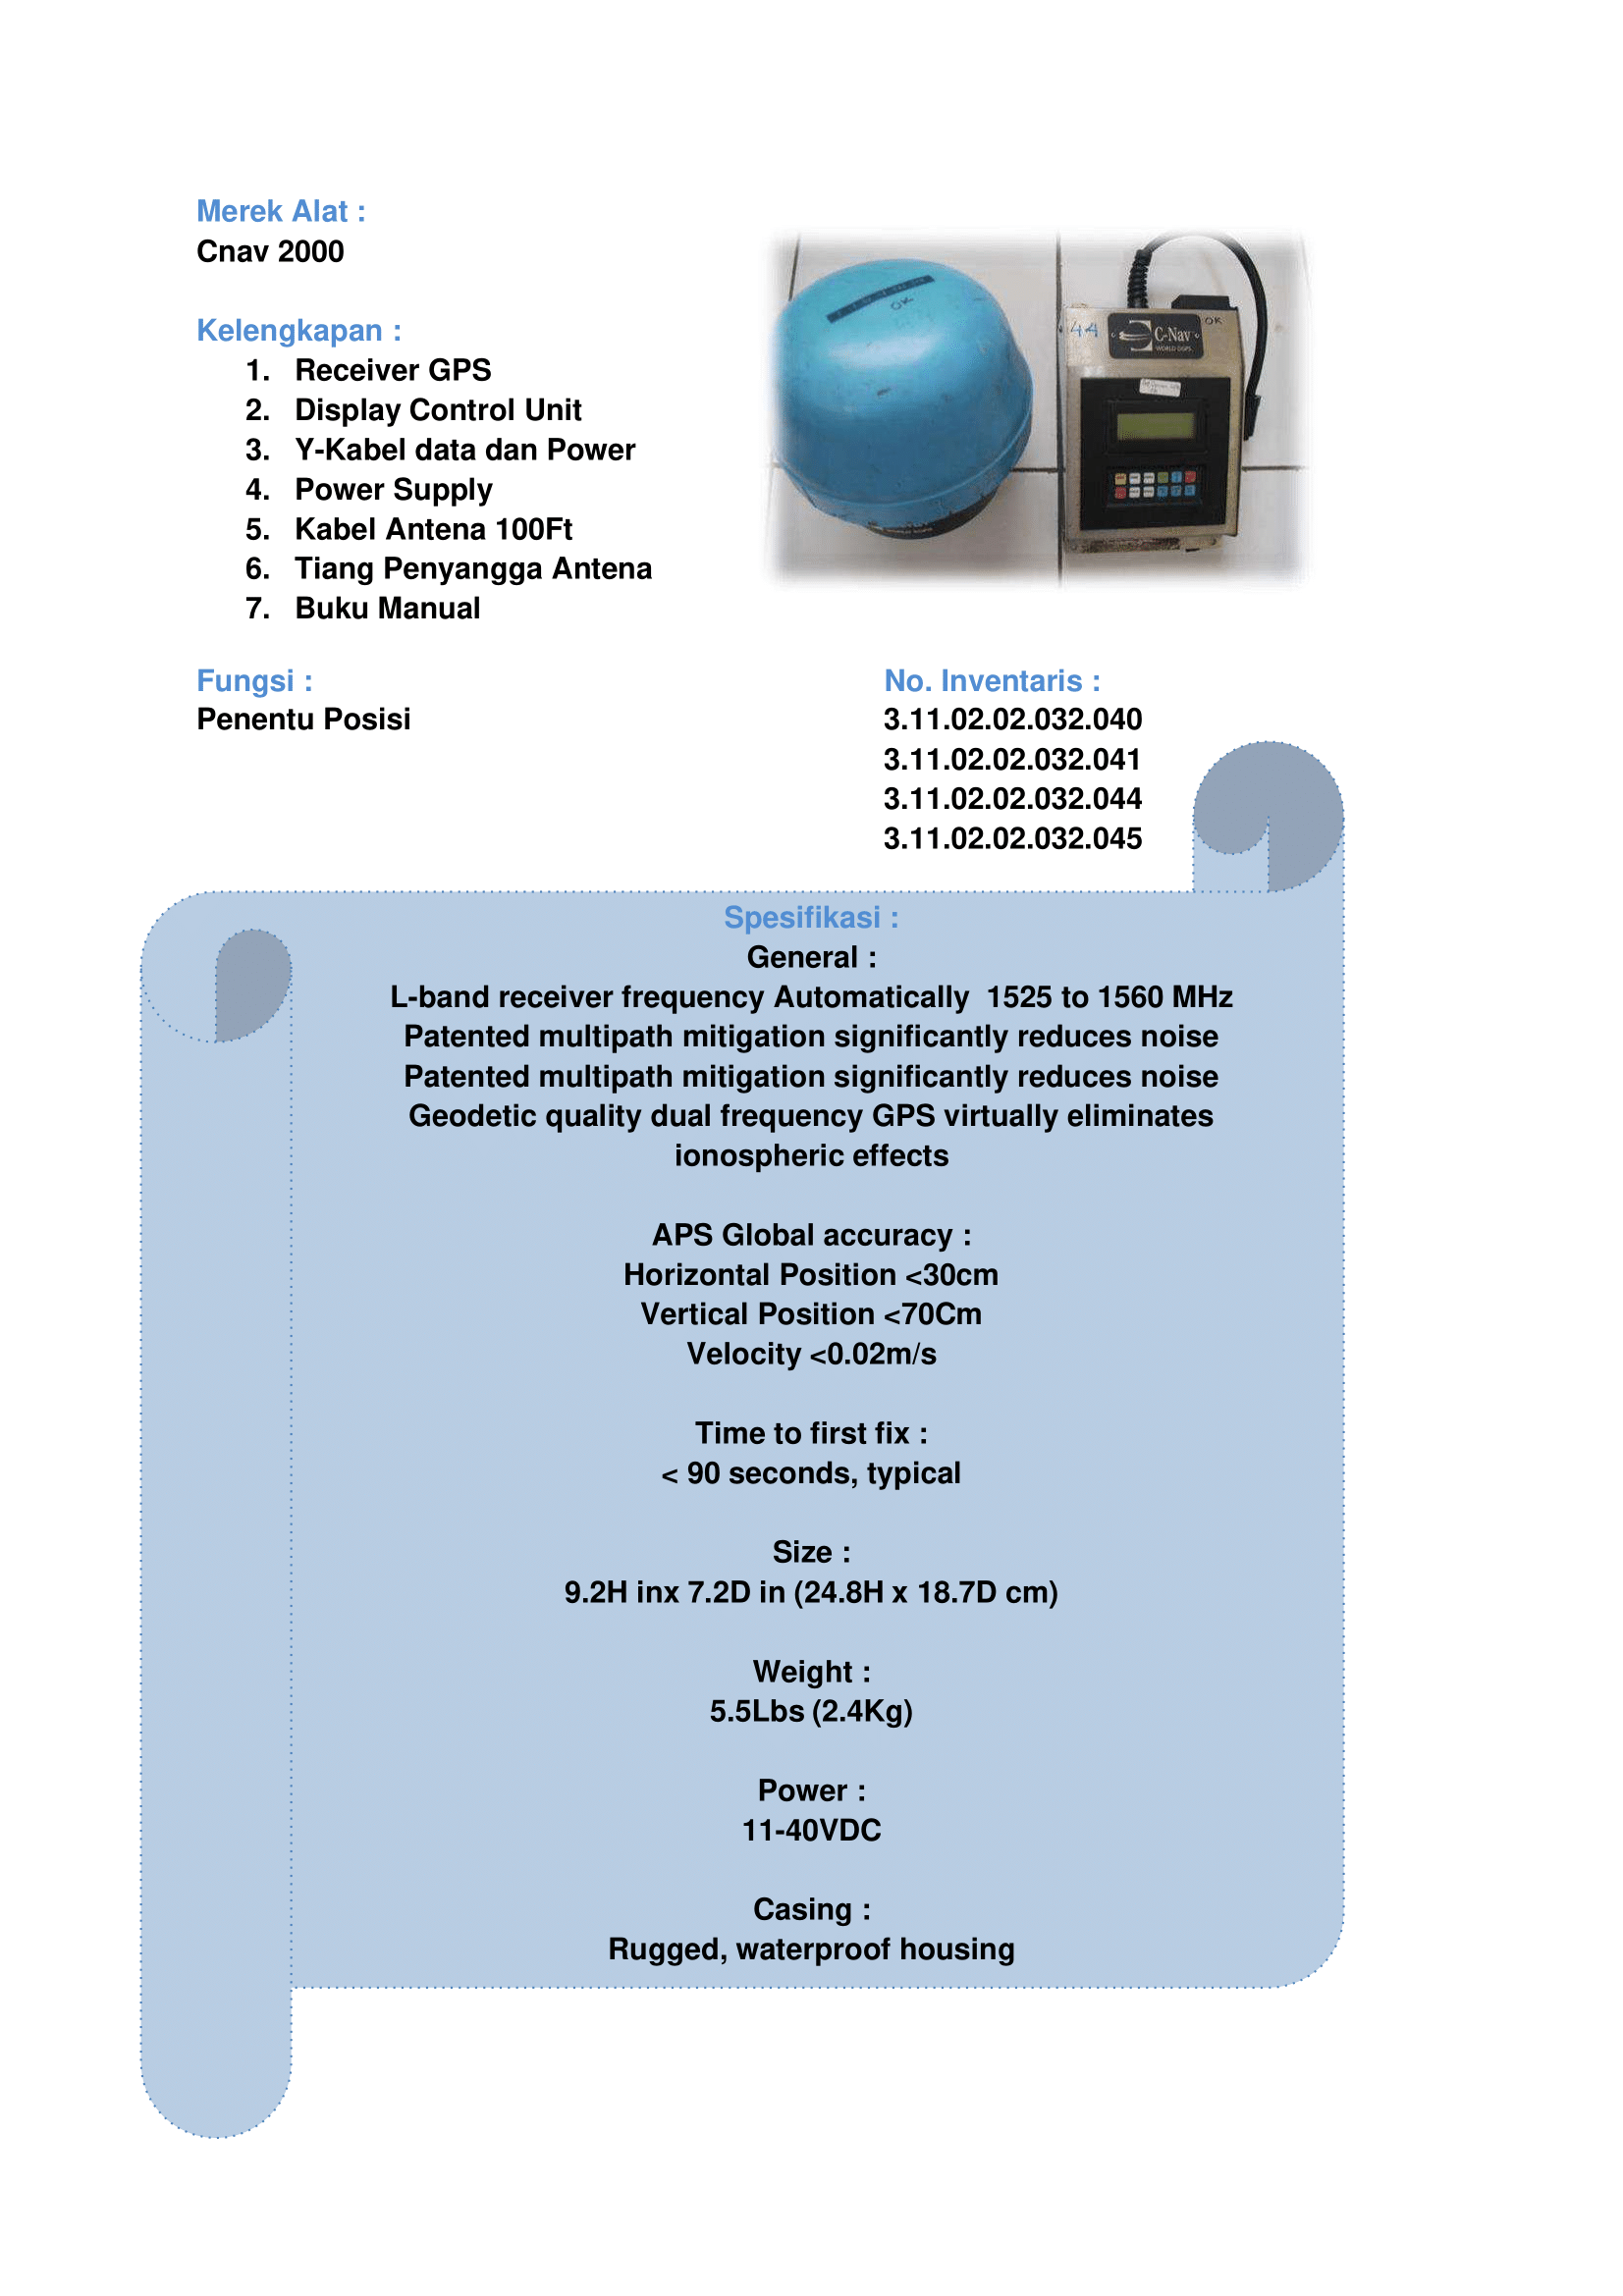 Merek Alat :
Cnav 2000
Kelengkapan :
1. Receiver GPS
2. Display Control Unit
3. Y-Kabel data dan Power
4. Power Supply
5. Kabel Antena 100Ft
6. Tiang Penyangga Antena
7. Buku Manual
OK
44
OK
C-Nav
WORLD DGPS
Fungsi :
Penentu Posisi
No. Inventaris :
3.11.02.02.032.040
3.11.02.02.032.041
3.11.02.02.032.044
3.11.02.02.032.045
Spesifikasi :
General :
L-band receiver frequency Automatically  1525 to 1560 MHz
Patented multipath mitigation significantly reduces noise
Patented multipath mitigation significantly reduces noise
Geodetic quality dual frequency GPS virtually eliminates
ionospheric effects
APS Global accuracy :
Horizontal Position <30cm
Vertical Position <70Cm
Velocity <0.02m/s
Time to first fix :
< 90 seconds, typical
Size :
9.2H inx 7.2D in (24.8H x 18.7D cm)
Weight :
5.5Lbs (2.4Kg)
Power :
11-40VDC
Casing :
Rugged, waterproof housing